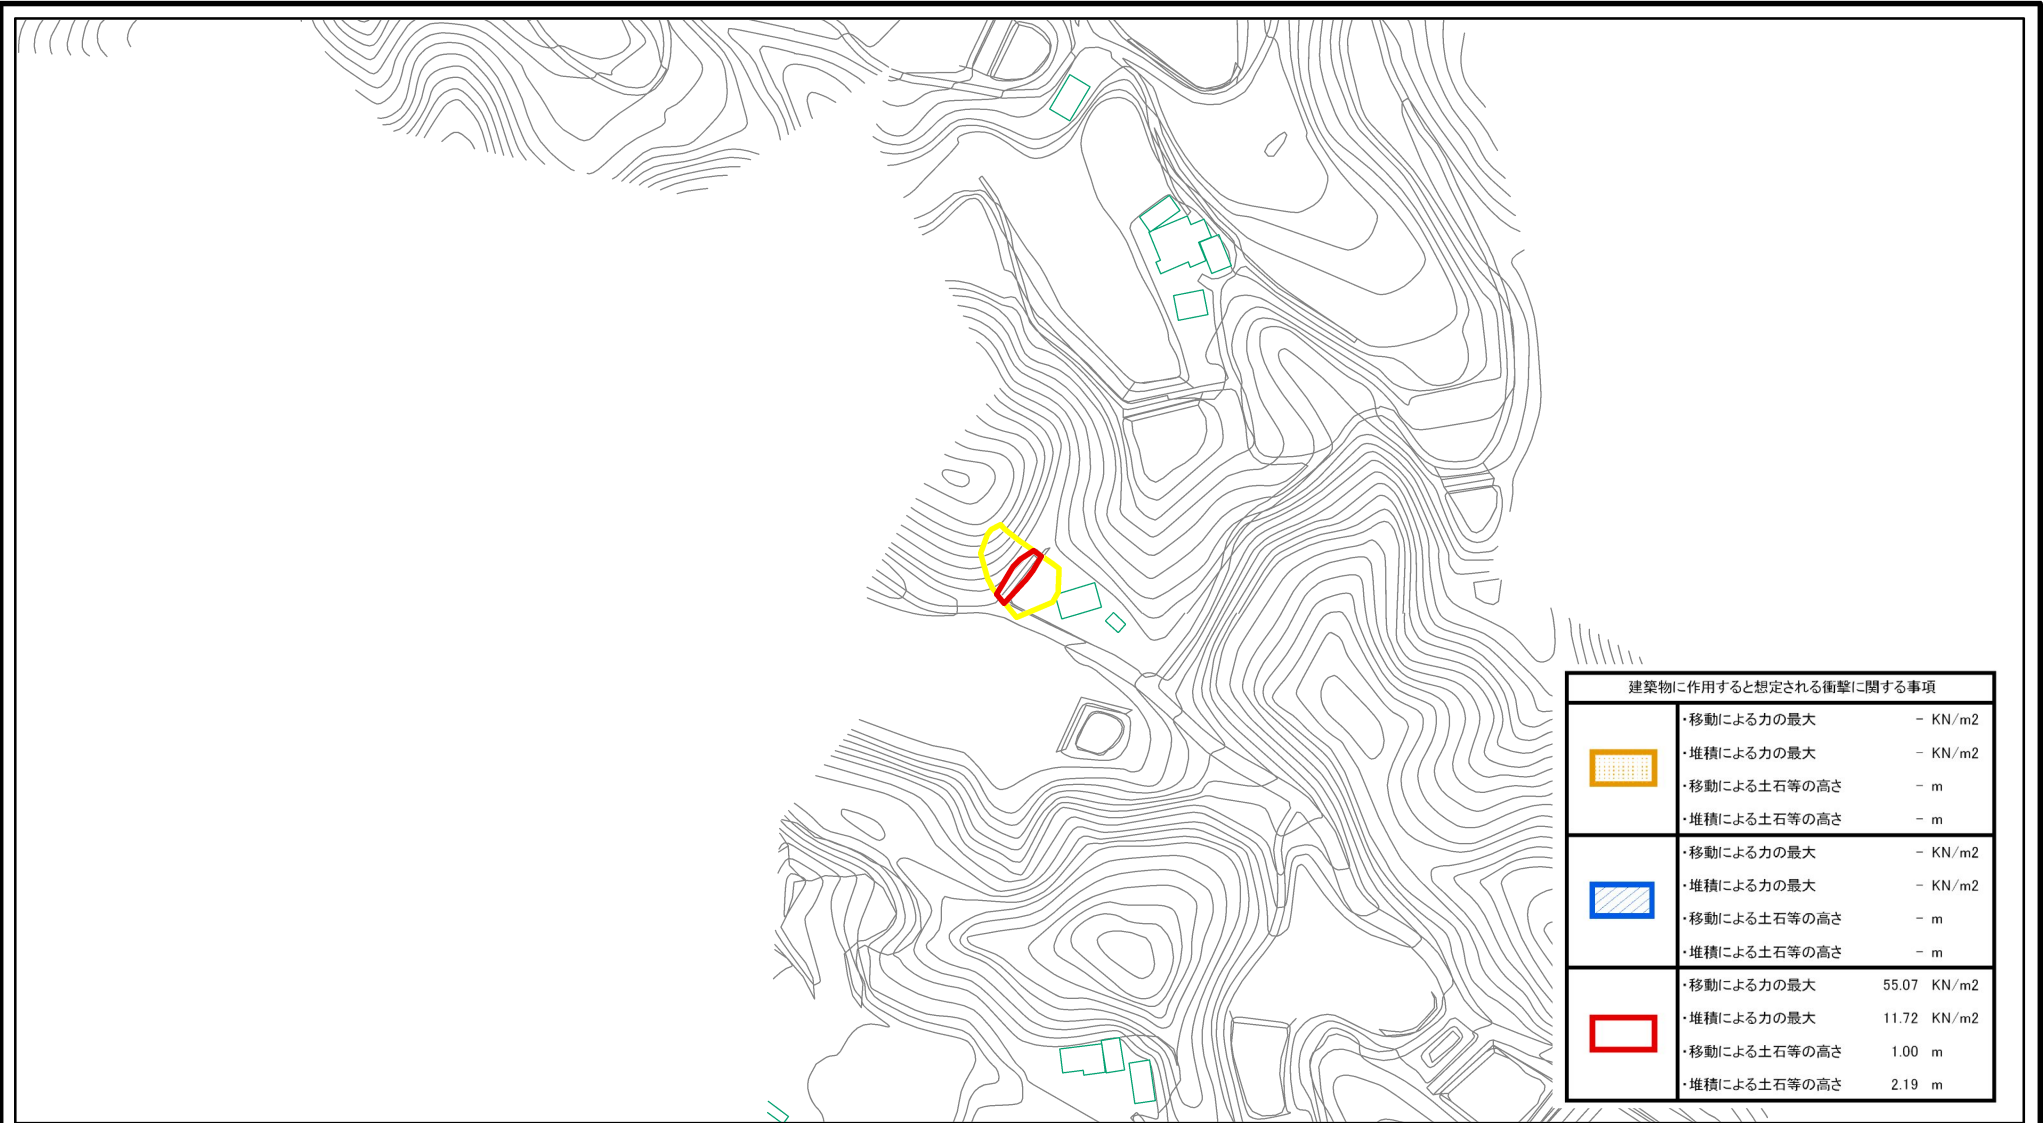 建築物に作用すると想定される衝撃に関する事項
・移動による力の最大 - KN/m2
・堆積による力の最大 - KN/m2
・移動による土石等の高さ - m
・堆積による土石等の高さ - m
・移動による力の最大 - KN/m2
・堆積による力の最大 - KN/m2
・移動による土石等の高さ - m
・堆積による土石等の高さ - m
・移動による力の最大 55.07 KN/m2
・堆積による力の最大 11.72 KN/m2
・移動による土石等の高さ 1.00 m
・堆積による土石等の高さ 2.19 m